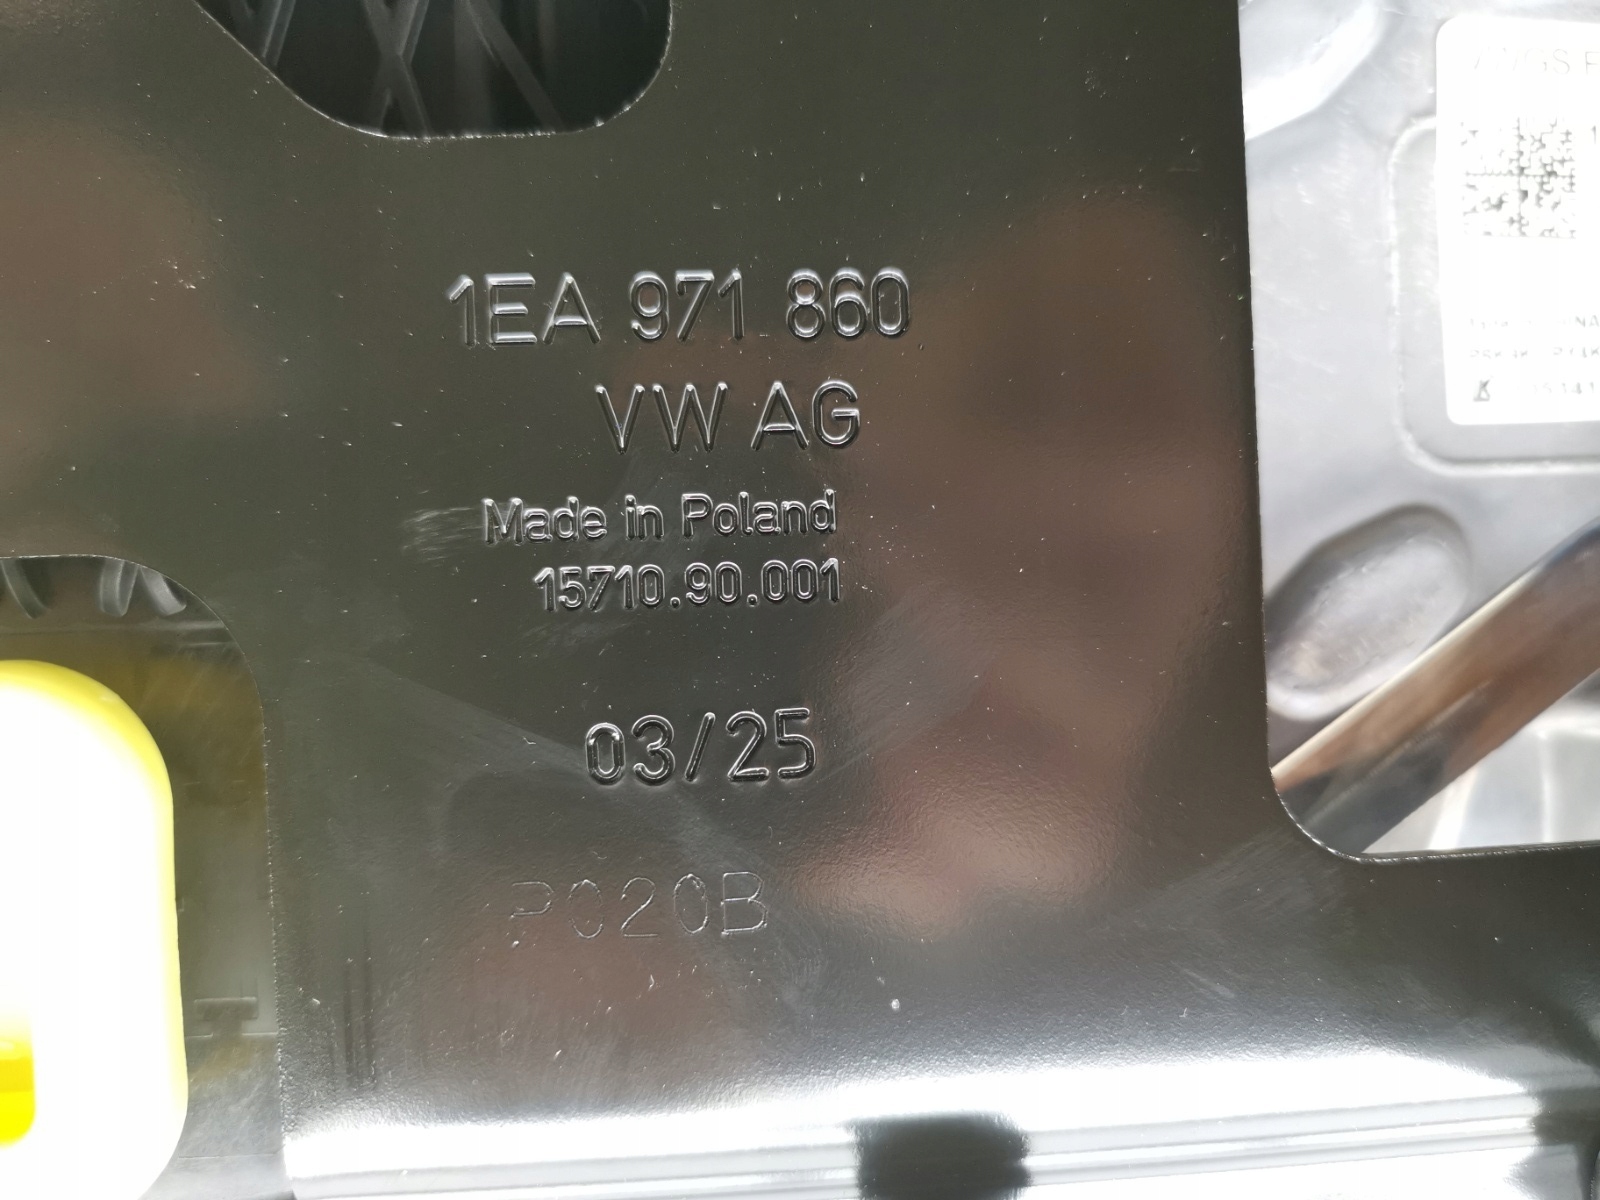 1EA 971 860
VW AG
Made in Poland
15710.90.001
03/25
P020B